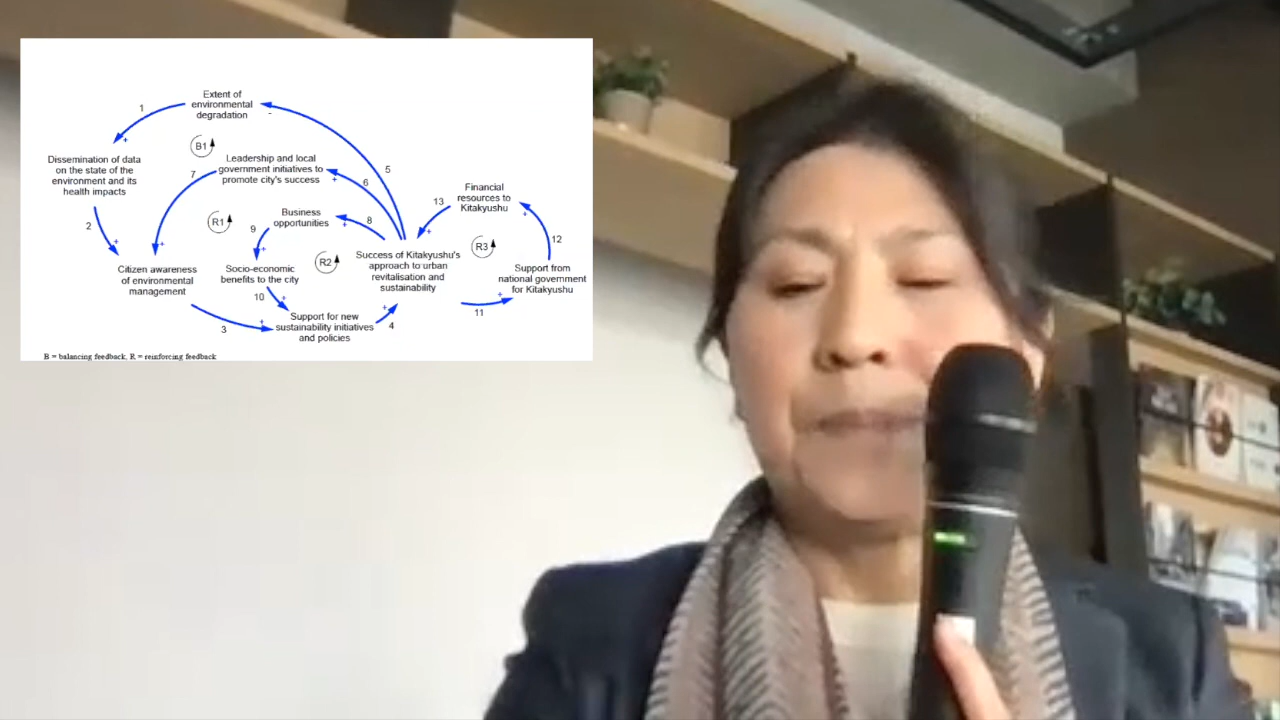 Extent of
environmental
degradation
1
+
-
B1
Dissemination of data
on the state of the
environment and its
health impacts
Leadership and local
government initiatives to
promote city's success
7
5
6
+
2
+
R1
Business
opportunities
9
8
+
+
+
R2
Financial
resources to
Kitakyushu
13
+
R3
12
+
Citizen awareness
of environmental
management
Socio-economic
benefits to the city
10
+
Success of Kitakyushu's
approach to urban
revitalisation and
sustainability
Support from
national government
for Kitakyushu
+
11
3
+
Support for new
sustainability initiatives
and policies
+
4
B = balancing feedback, R = reinforcing feedback